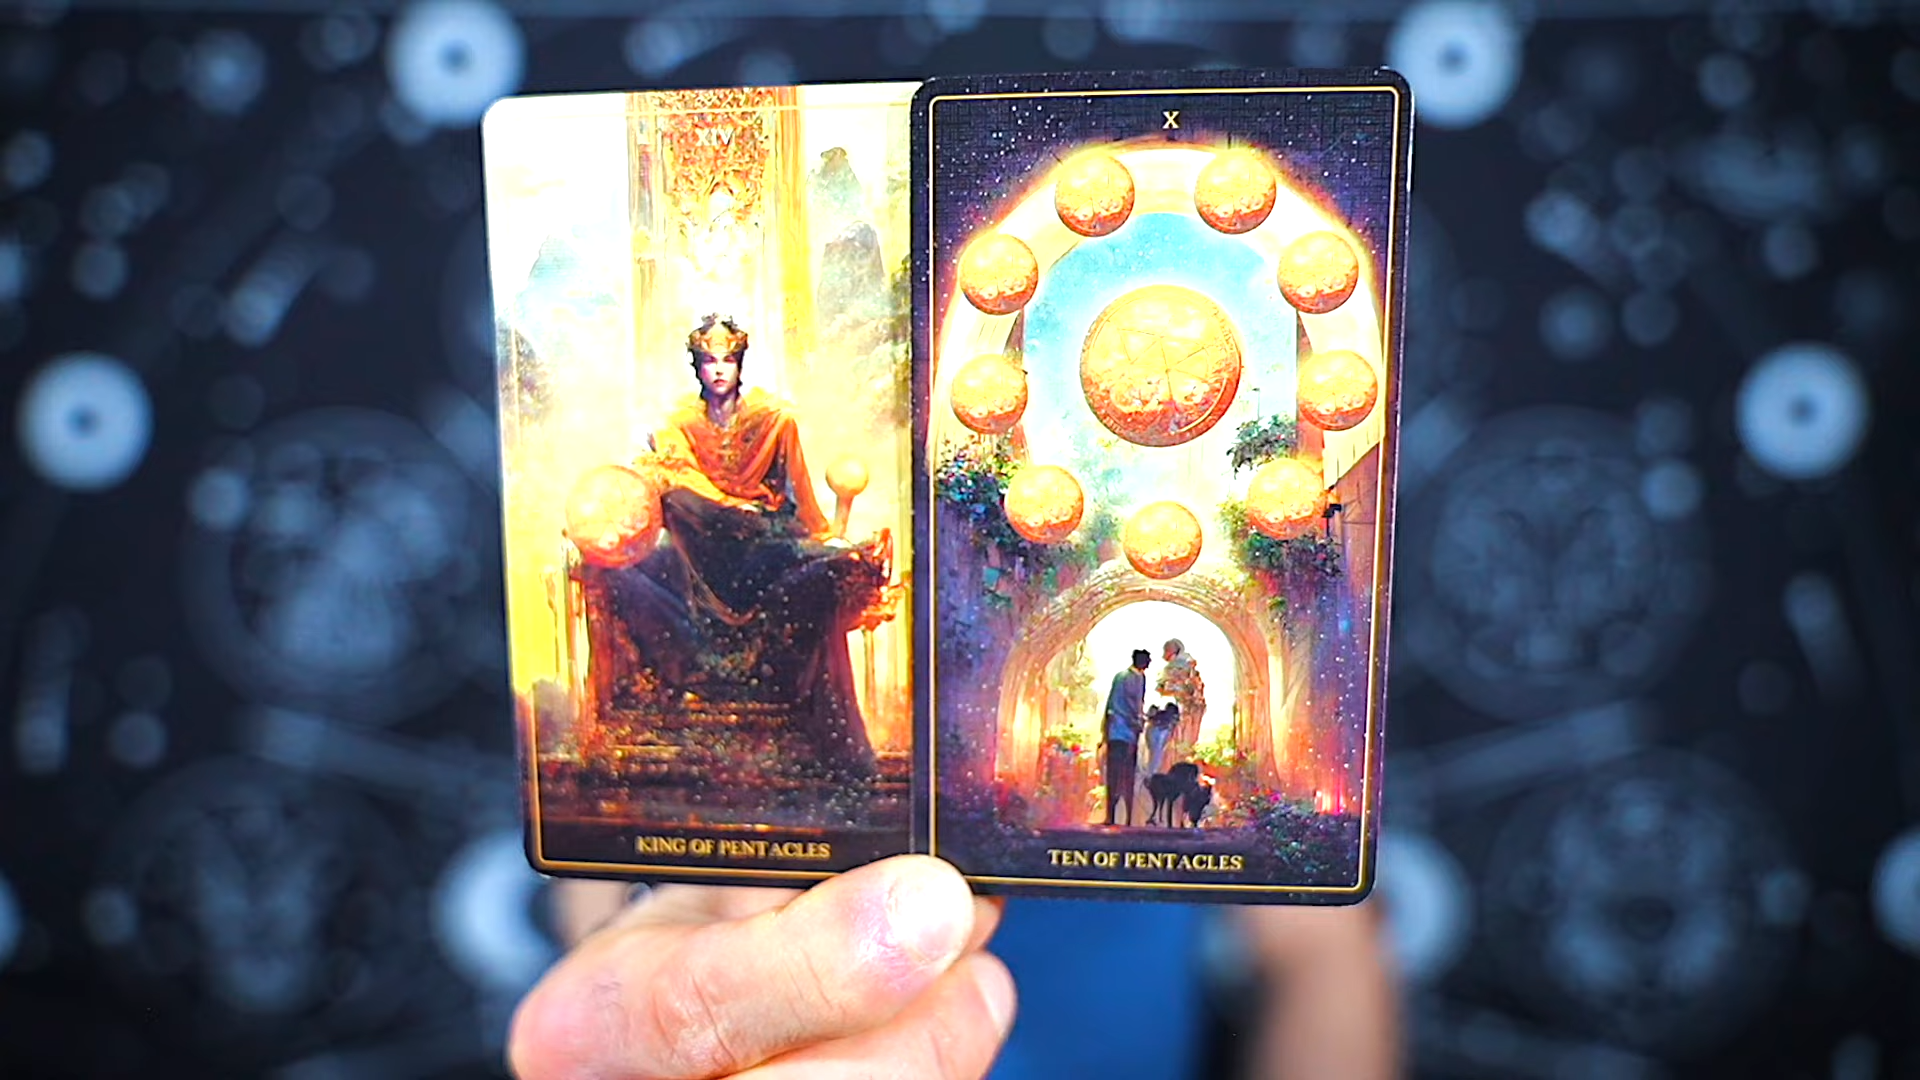 XIV
KING OF PENTACLES
X
TEN OF PENTACLES